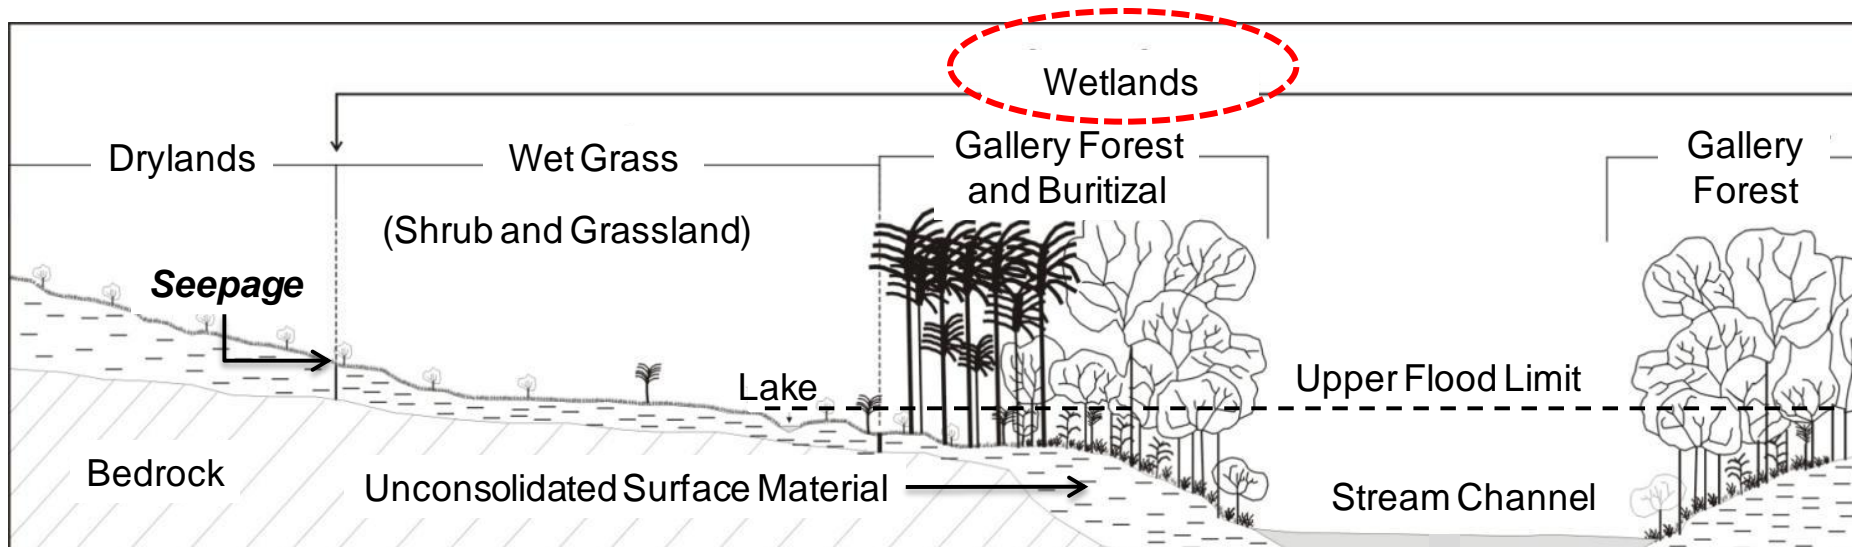 Wetlands
Drylands
Wet Grass
(Shrub and Grassland)
Gallery Forest
and Buritizal
Gallery
Forest
Seepage
Lake
Upper Flood Limit
Bedrock
Unconsolidated Surface Material
Stream Channel